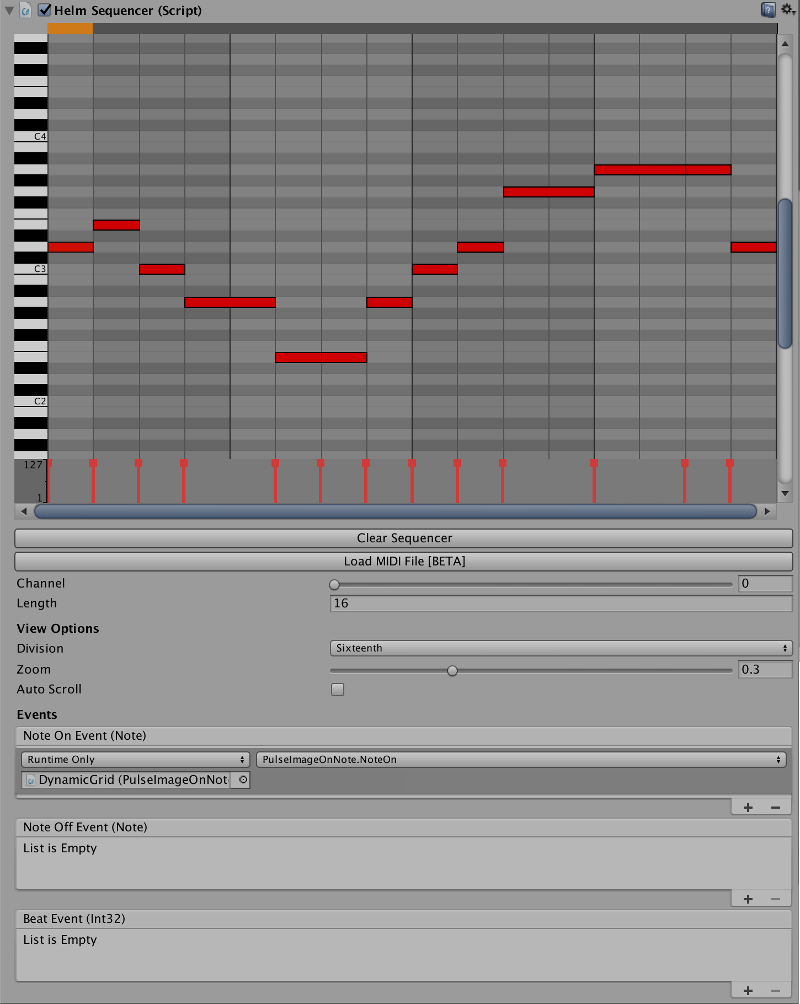 Helm Sequencer (Script)
C4
C3
C2
127
1
Clear Sequencer
Load MIDI File [BETA]
Channel 0
Length 16
View Options
Division Sixteenth
Zoom 0.3
Auto Scroll
Events
Note On Event (Note)
Runtime Only PulseImageOnNote.NoteOn
DynamicGrid (PulseImageOnNot
+ −
Note Off Event (Note)
List is Empty
+ −
Beat Event (Int32)
List is Empty
+ −